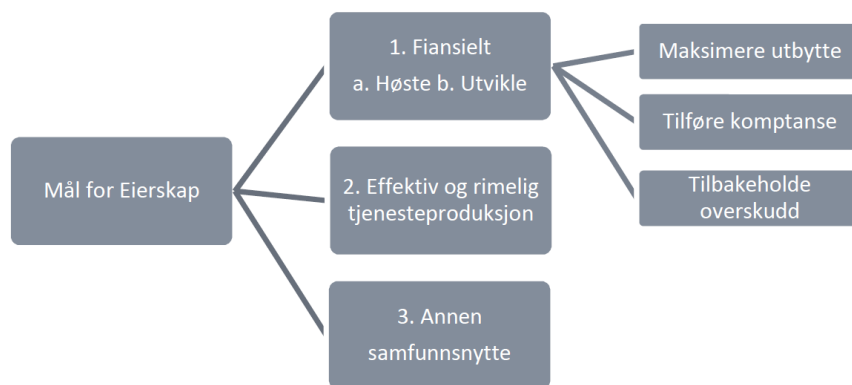 Mål for Eierskap
1. Fiansielt
a. Høste b. Utvikle
2. Effektiv og rimelig
tjenesteproduksjon
3. Annen
samfunnsnytte
Maksimere utbytte
Tilføre komptanse
Tilbakeholde
overskudd